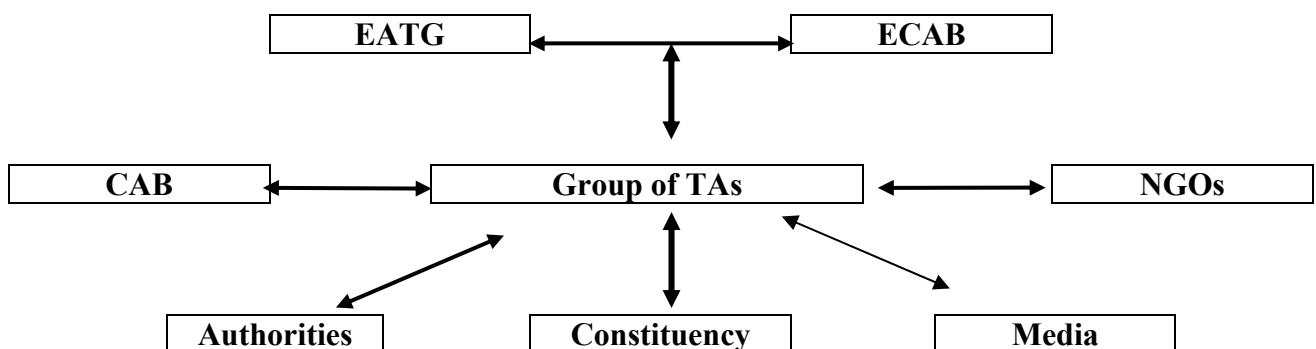 EATG
ECAB
CAB
Group of TAs
NGOs
Authorities
Constituency
Media